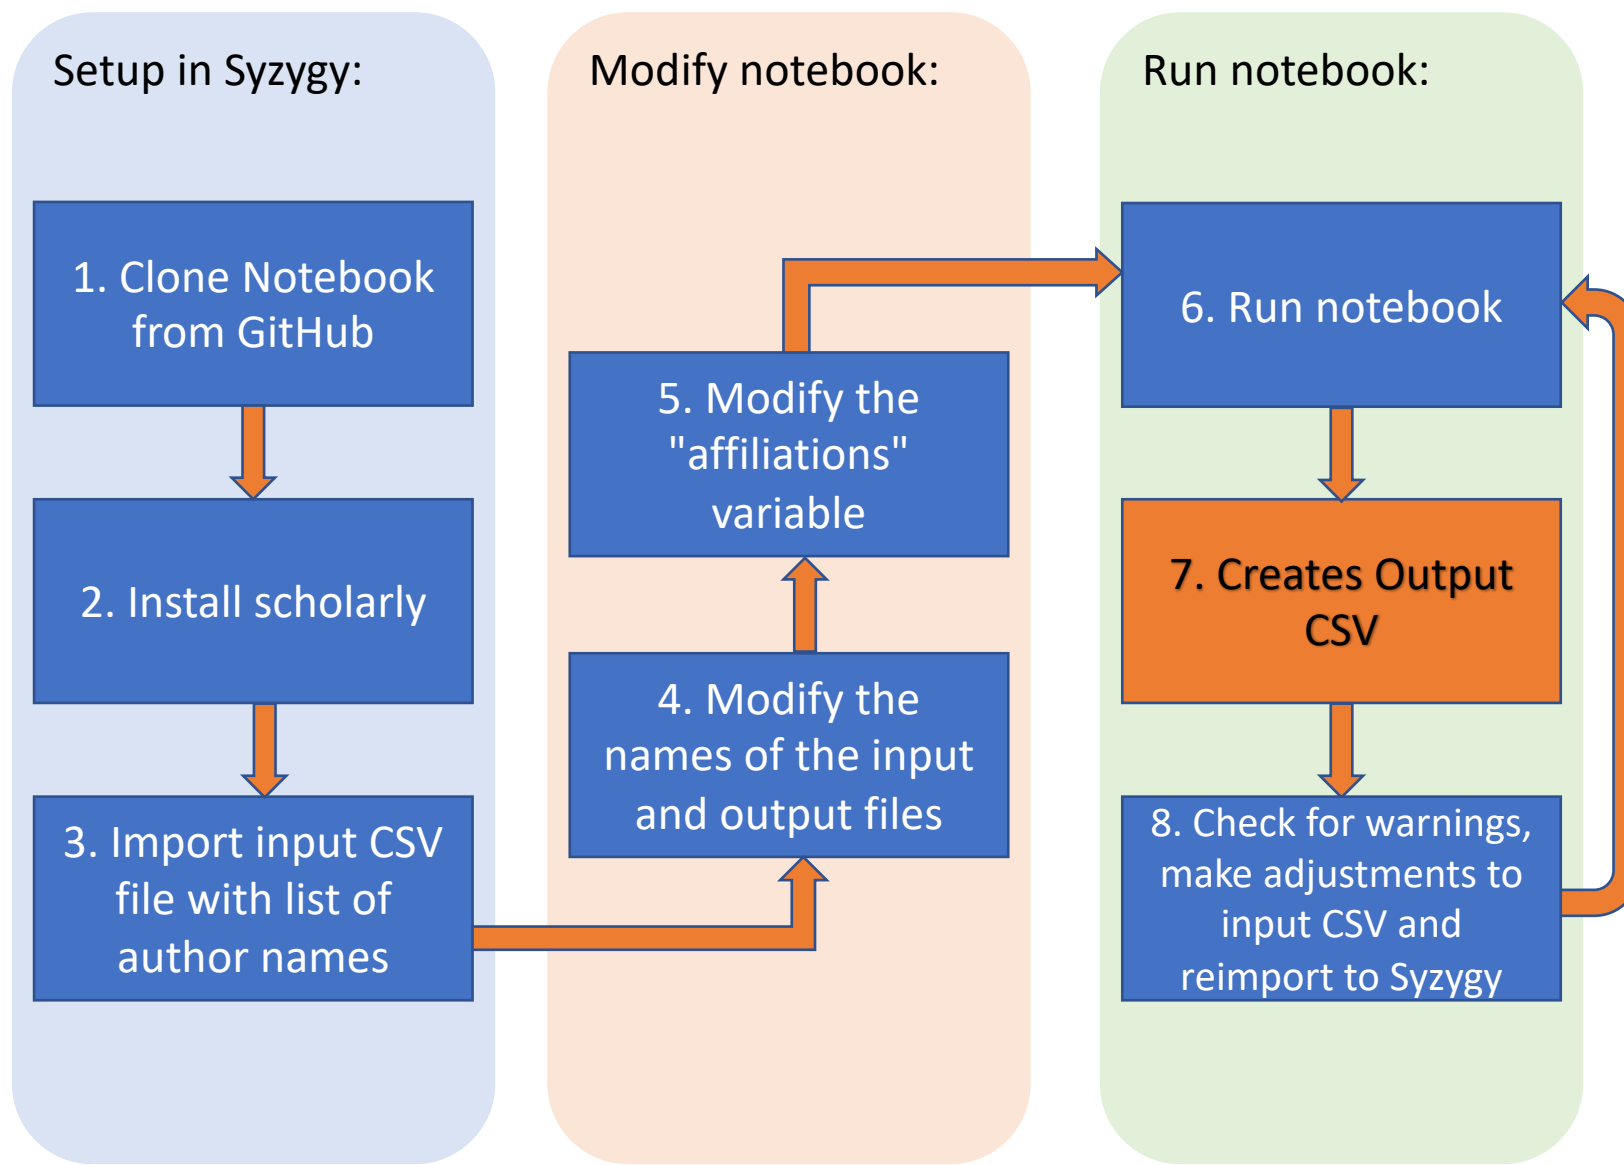 Setup in Syzygy:
1. Clone Notebook
from GitHub
2. Install scholarly
3. Import input CSV
file with list of
author names
Modify notebook:
5. Modify the
"affiliations"
variable
4. Modify the
names of the input
and output files
Run notebook:
6. Run notebook
7. Creates Output
CSV
8. Check for warnings,
make adjustments to
input CSV and
reimport to Syzygy